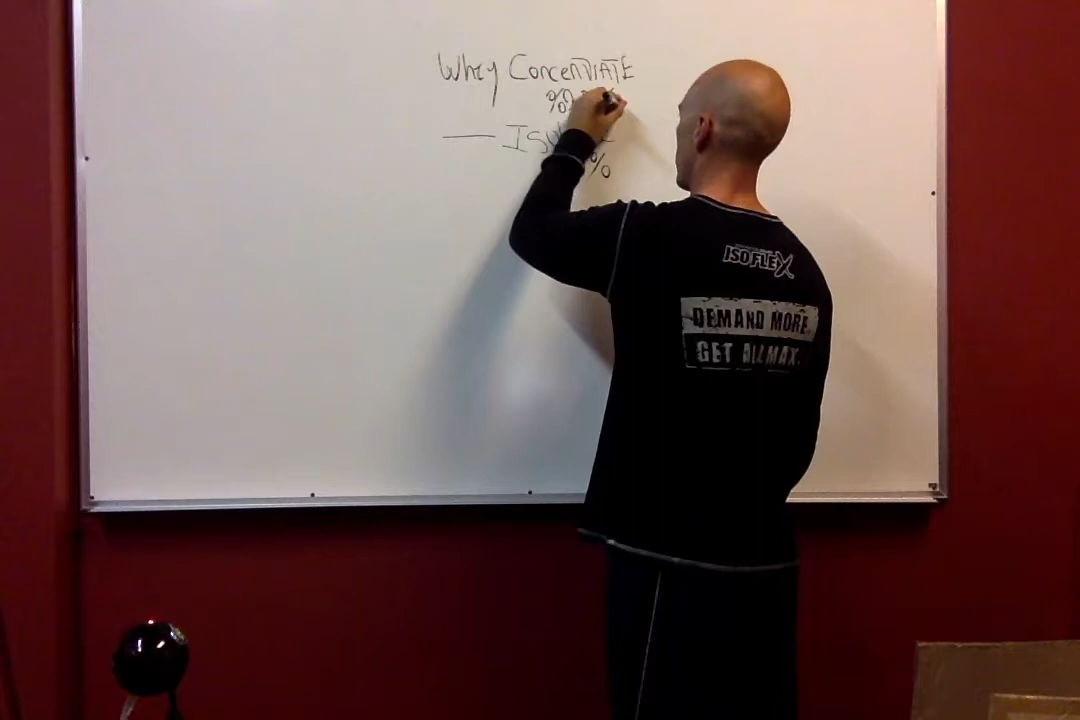 Whey ConcenTRATE
%
%
ISOFLEX
DEMAND MORE
GET ALLMAX.